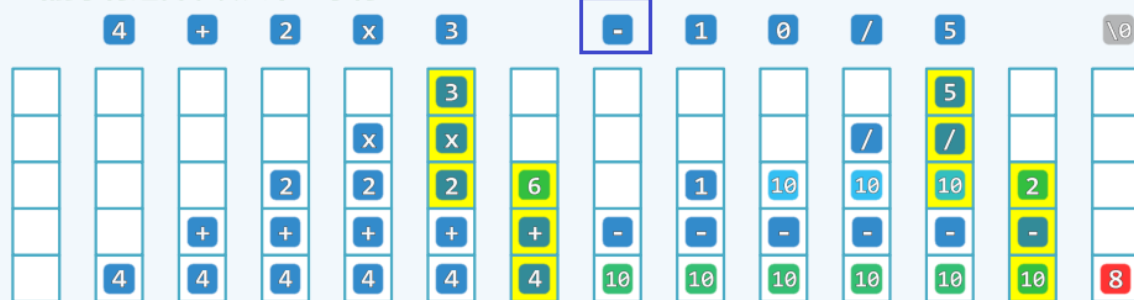 4 + 2 x 3 - 1 0 / 5 \0
3 5
x x / /
2 2 2 6 1 10 10 10 2
+ + + + + - - - - - -
4 4 4 4 4 4 10 10 10 10 10 10 8